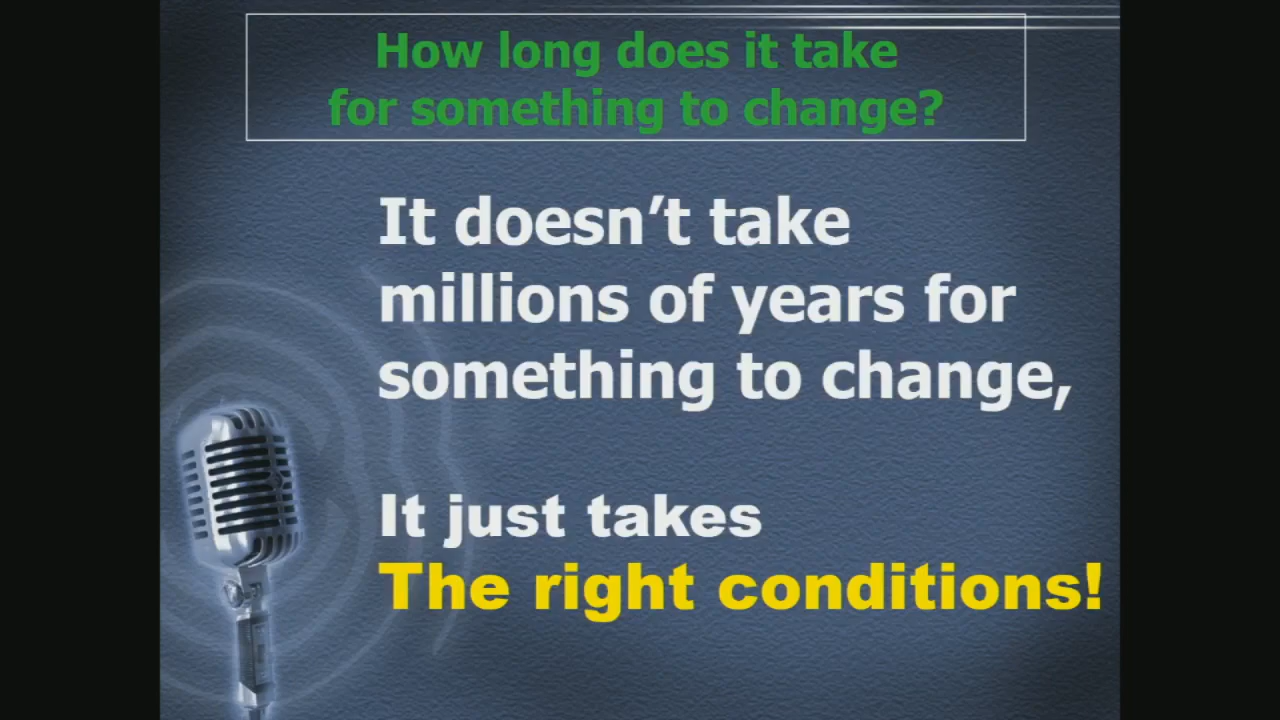 How long does it take
for something to change?
It doesn’t take
millions of years for
something to change,
It just takes
The right conditions!